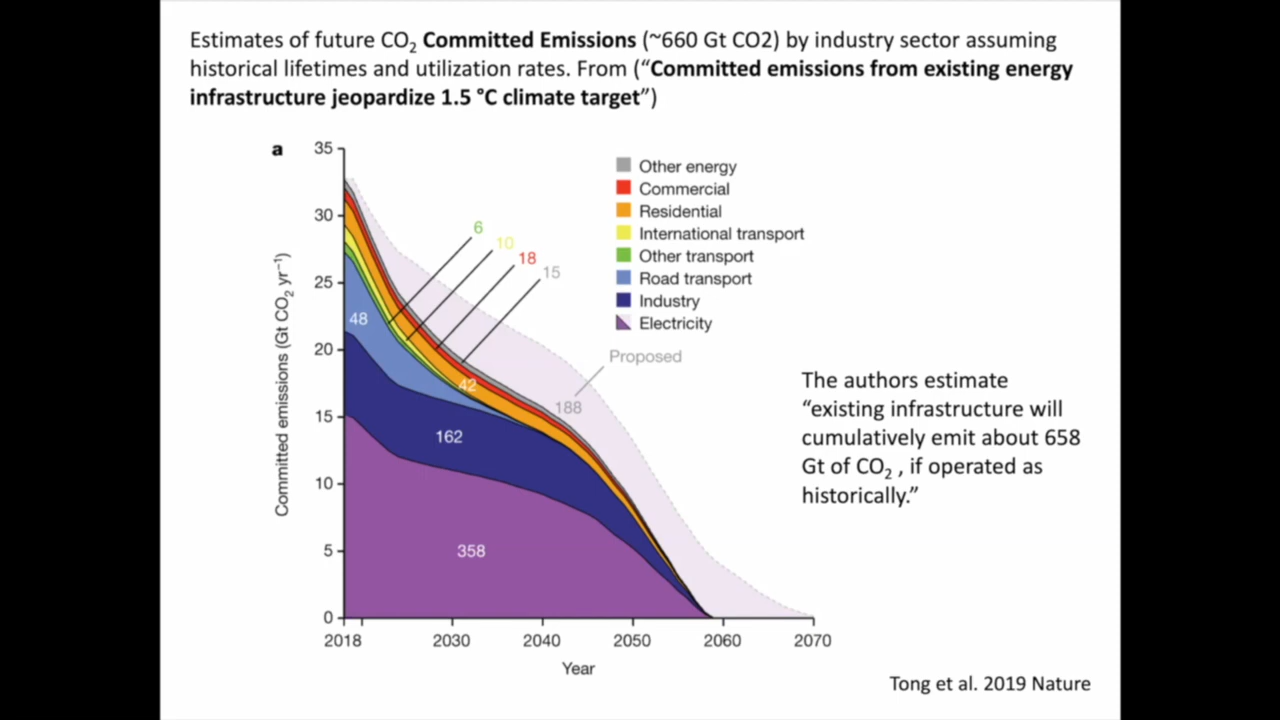 Estimates of future CO₂ Committed Emissions (~660 Gt CO2) by industry sector assuming
historical lifetimes and utilization rates. From (“Committed emissions from existing energy
infrastructure jeopardize 1.5 °C climate target”)
a
35
30
25
20
15
10
5
0
Committed emissions (Gt CO₂ yr⁻¹)
Other energy
Commercial
Residential
International transport
Other transport
Road transport
Industry
Electricity
6
10
18
15
48
42
Proposed
188
162
358
2018
2030
2040
2050
2060
2070
Year
The authors estimate
“existing infrastructure will
cumulatively emit about 658
Gt of CO₂ , if operated as
historically.”
Tong et al. 2019 Nature